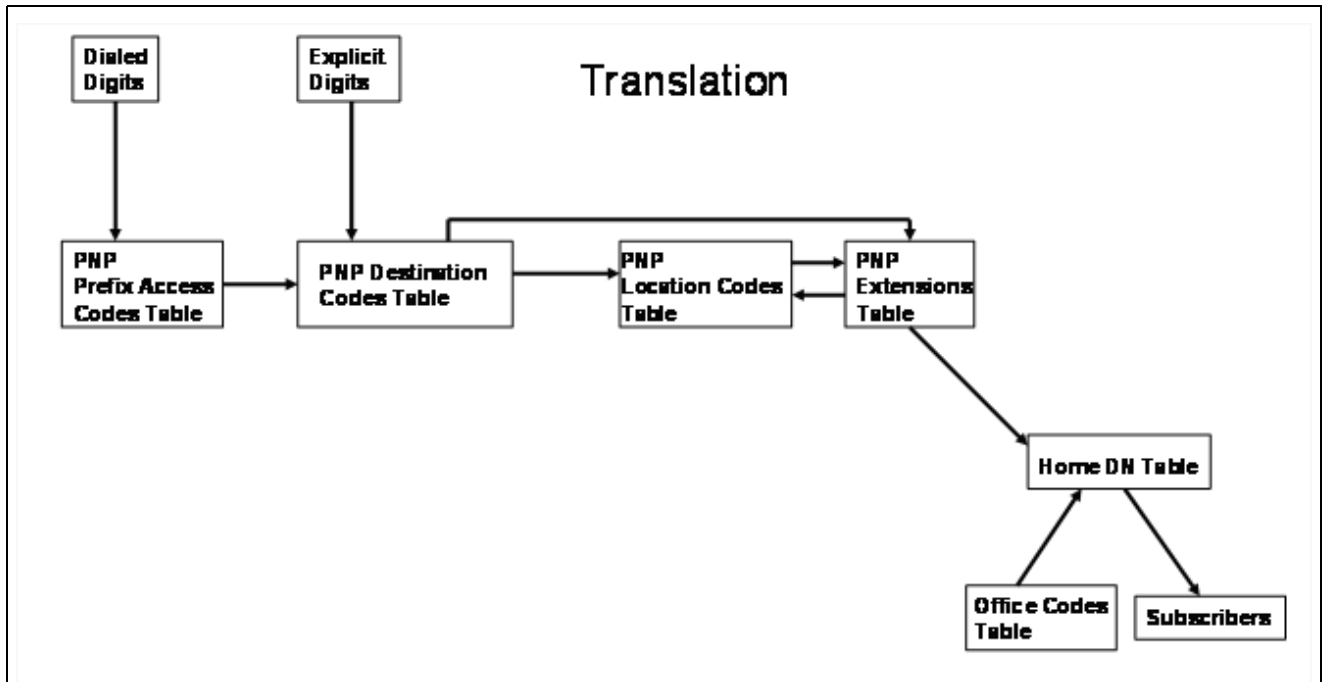 Dialed
Digits
Explicit
Digits
Translation
PNP
Prefix Access
Codes Table
PNP Destination
Codes Table
PNP
Location Codes
Table
PNP
Extensions
Table
Home DN Table
Office Codes
Table
Subscribers